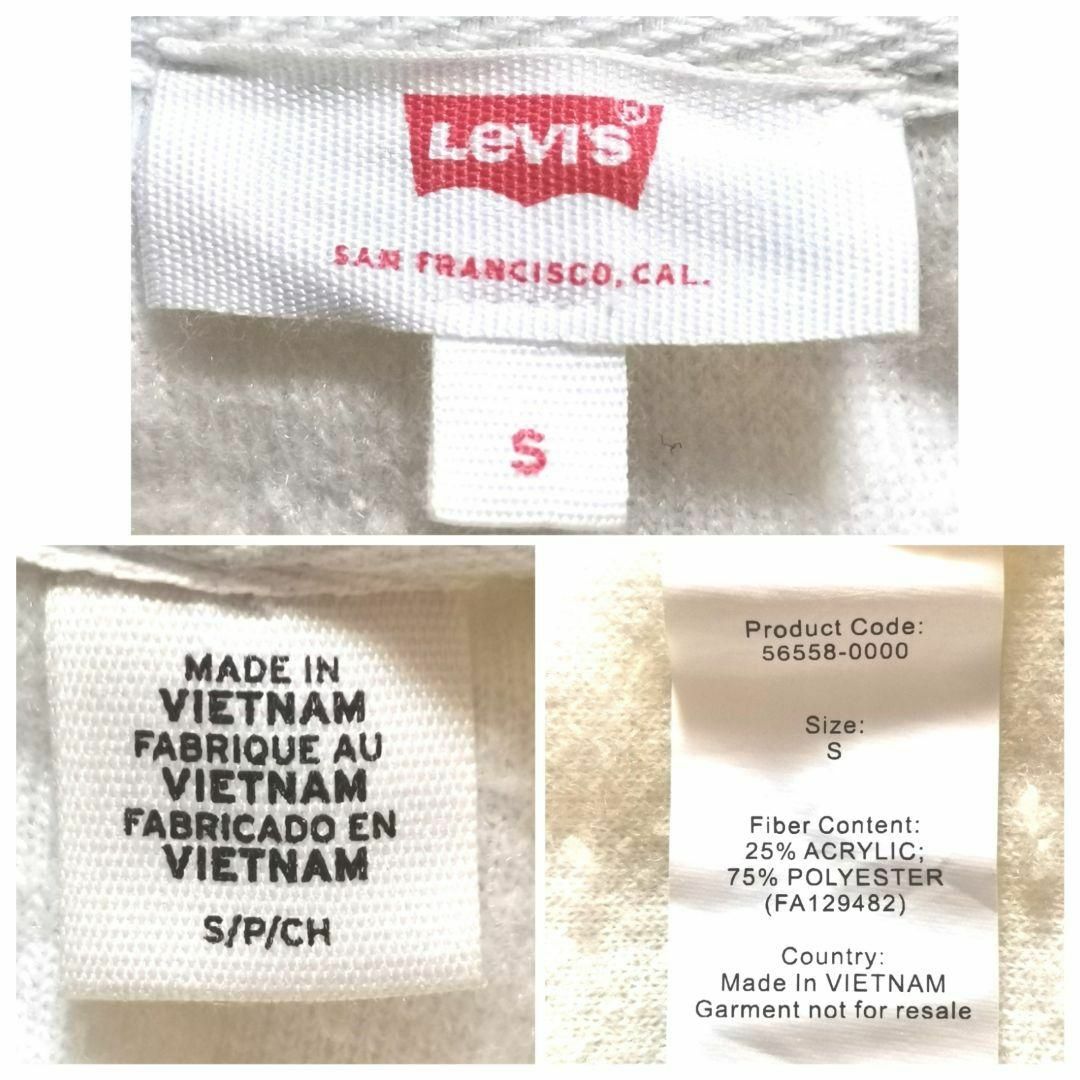 LEVI'S®
SAN FRANCISCO, CAL.
S
MADE IN
VIETNAM
FABRIQUE AU
VIETNAM
FABRICADO EN
VIETNAM
S/P/CH
Product Code:
56558-0000
Size:
S
Fiber Content:
25% ACRYLIC;
75% POLYESTER
(FA129482)
Country:
Made In VIETNAM
Garment not for resale